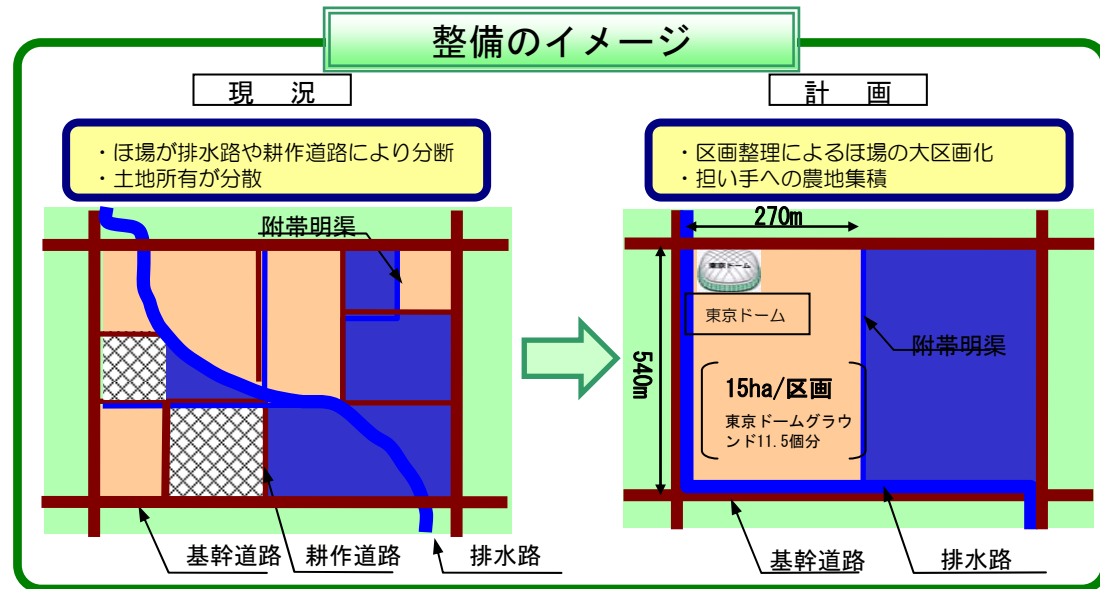 整備のイメージ
現 況
計 画
・ほ場が排水路や耕作道路により分断
・土地所有が分散
・区画整理によるほ場の大区画化
・担い手への農地集積
附帯明渠
270m
東京ドーム
東京ドーム
附帯明渠
540m
15ha/区画
東京ドームグラウ
ンド11.5個分
基幹道路
耕作道路
排水路
基幹道路
排水路